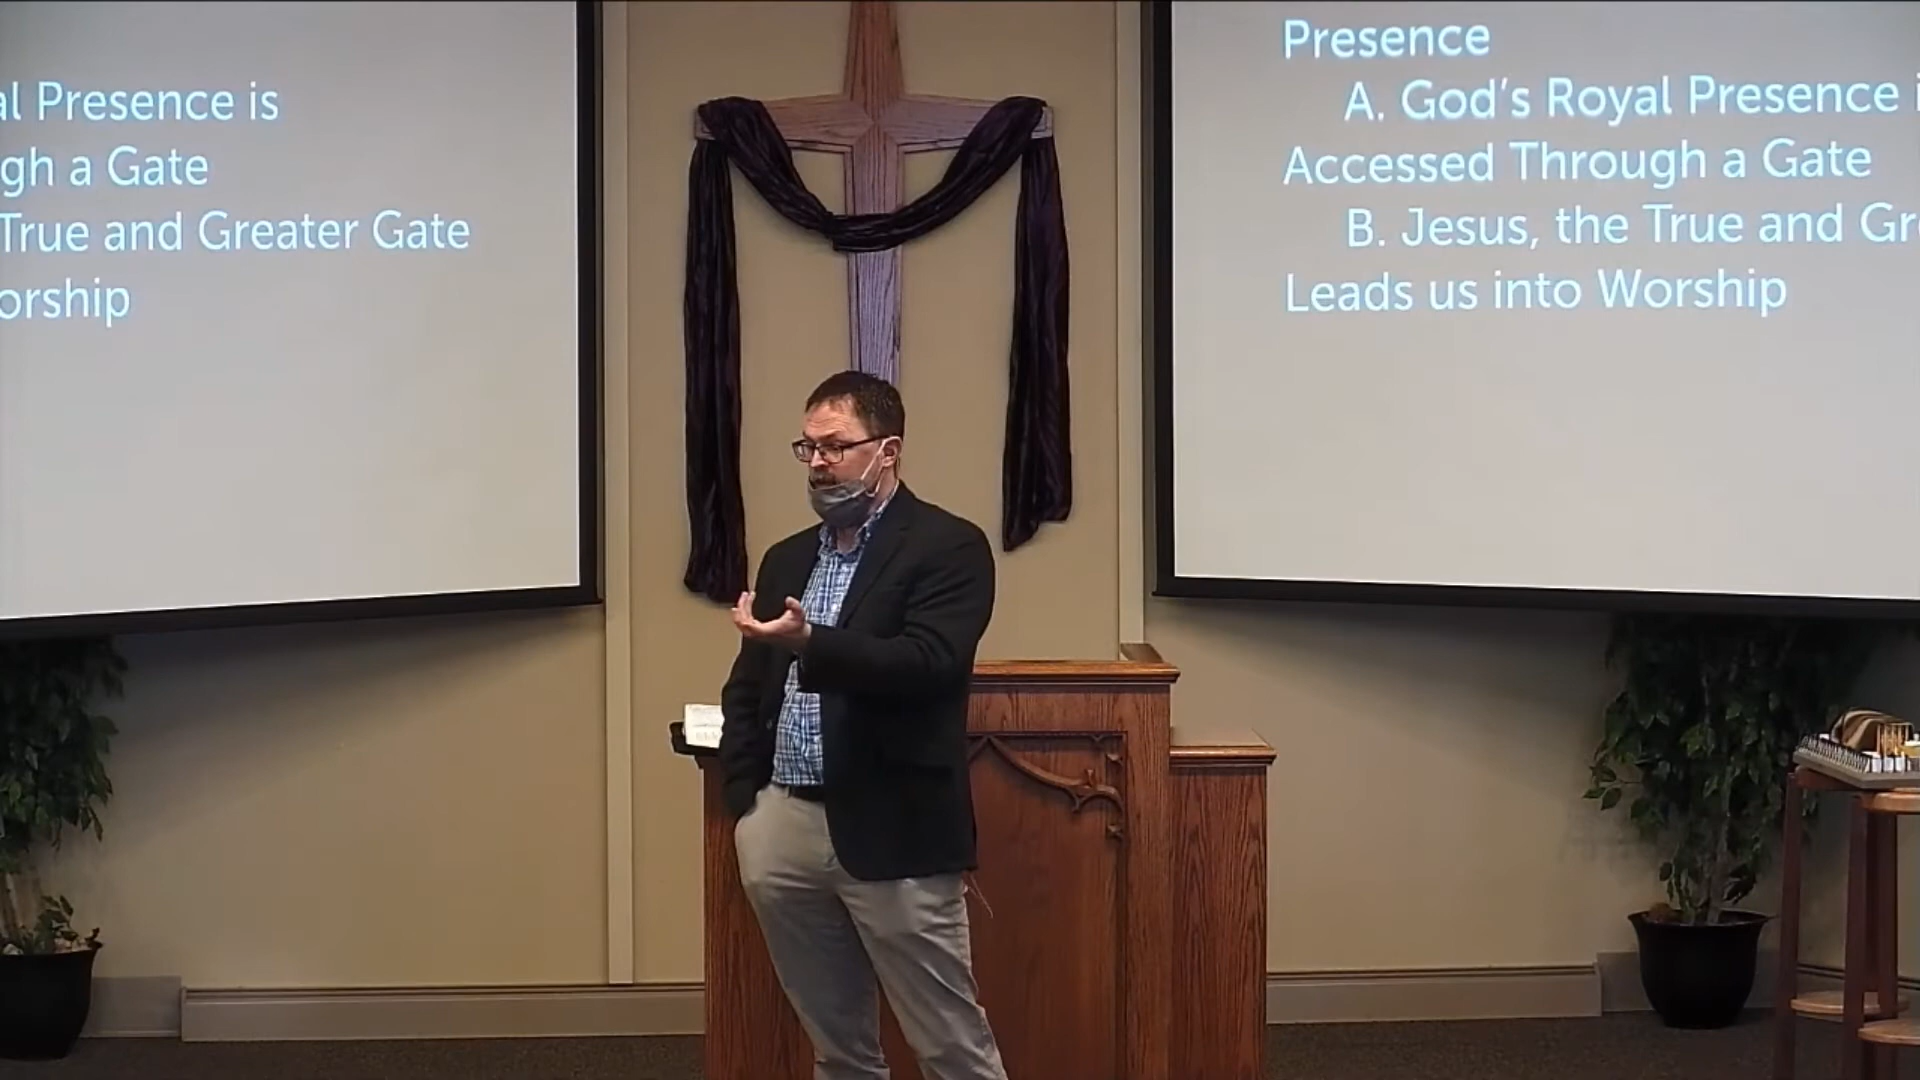 al Presence is
gh a Gate
True and Greater Gate
orship
Presence
A. God's Royal Presence i
Accessed Through a Gate
B. Jesus, the True and Gre
Leads us into Worship